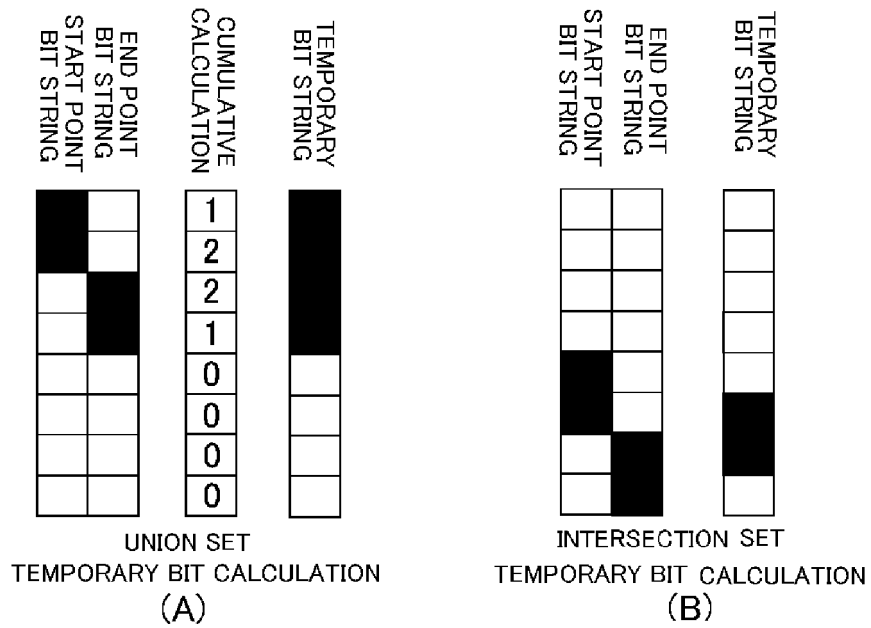 START POINT
BIT STRING
END POINT
BIT STRING
CUMULATIVE
CALCULATION
TEMPORARY
BIT STRING
1
2
2
1
0
0
0
0
UNION SET
TEMPORARY BIT CALCULATION
(A)
START POINT
BIT STRING
END POINT
BIT STRING
TEMPORARY
BIT STRING
INTERSECTION SET
TEMPORARY BIT CALCULATION
(B)